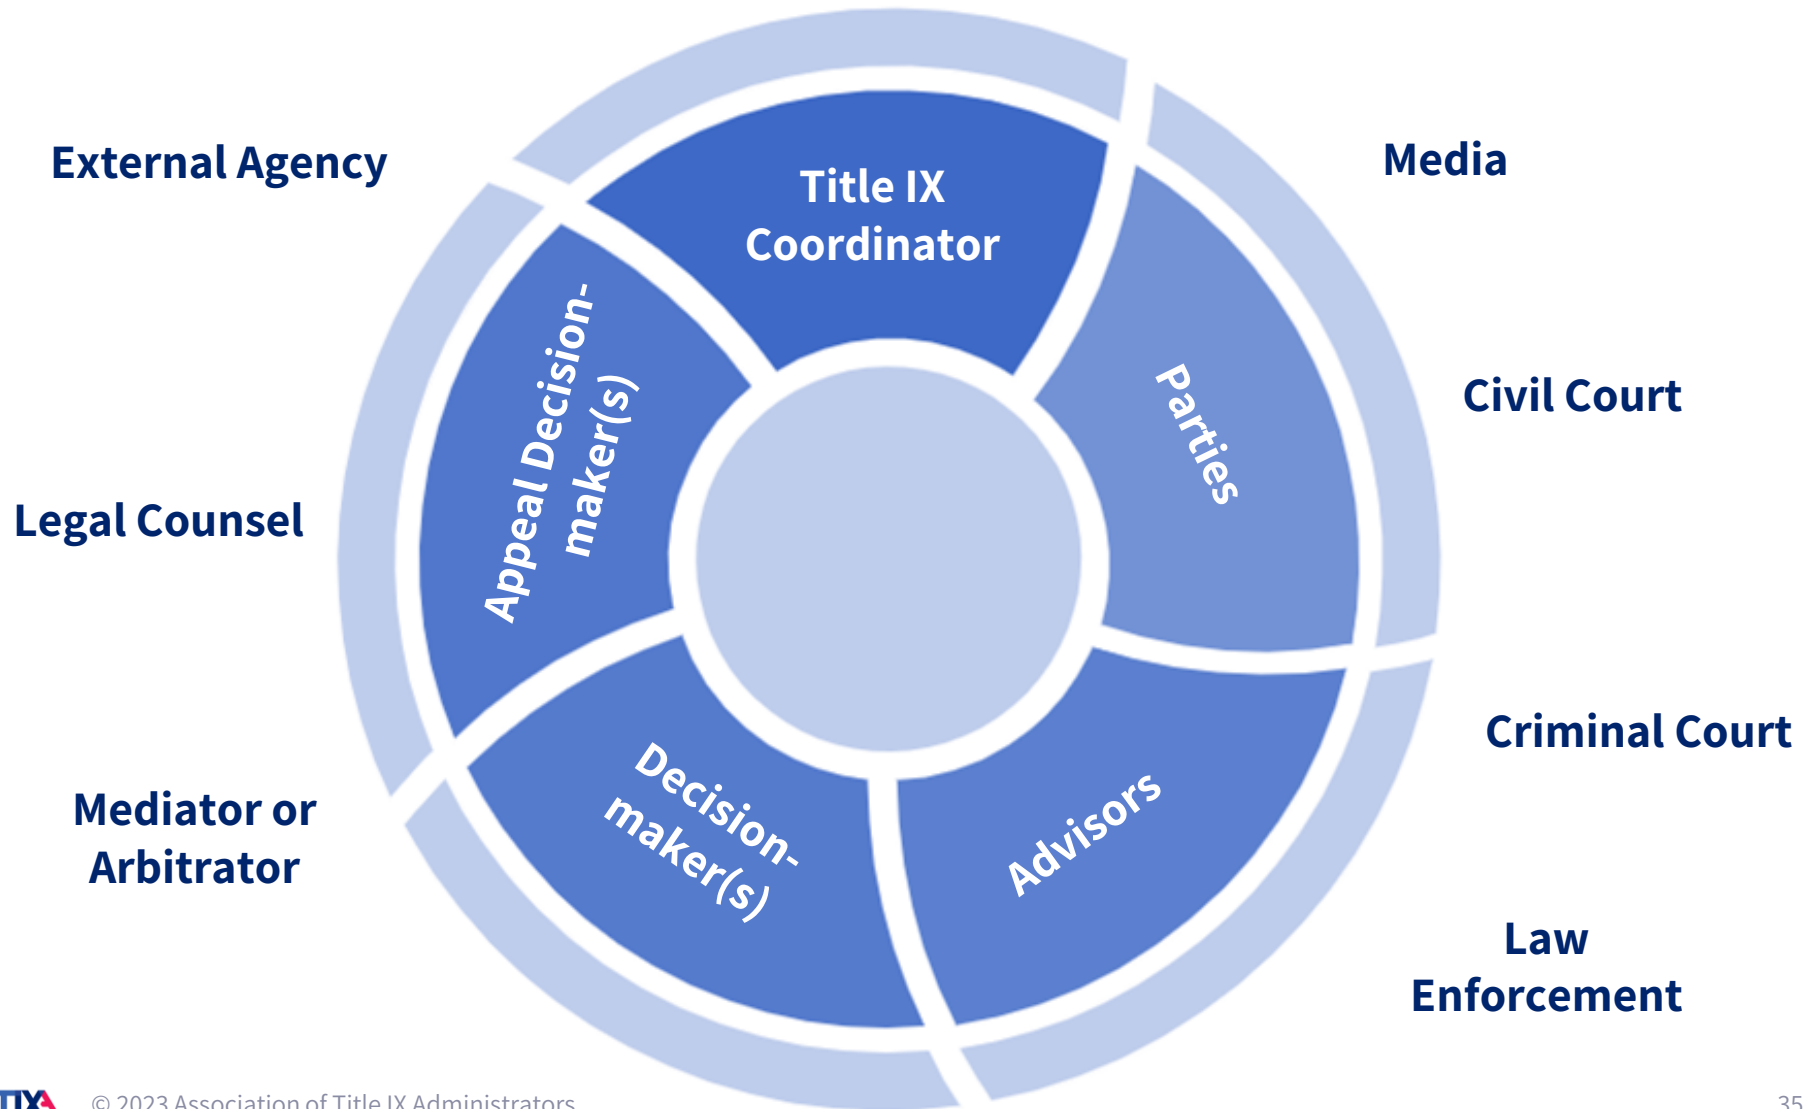 External Agency
Media
Title IX
Coordinator
Civil Court
Parties
Appeal Decision-
maker(s)
Legal Counsel
Criminal Court
Mediator or
Arbitrator
Decision-
maker(s)
Advisors
Law
Enforcement
© 2023 Association of Title IX Administrators
35